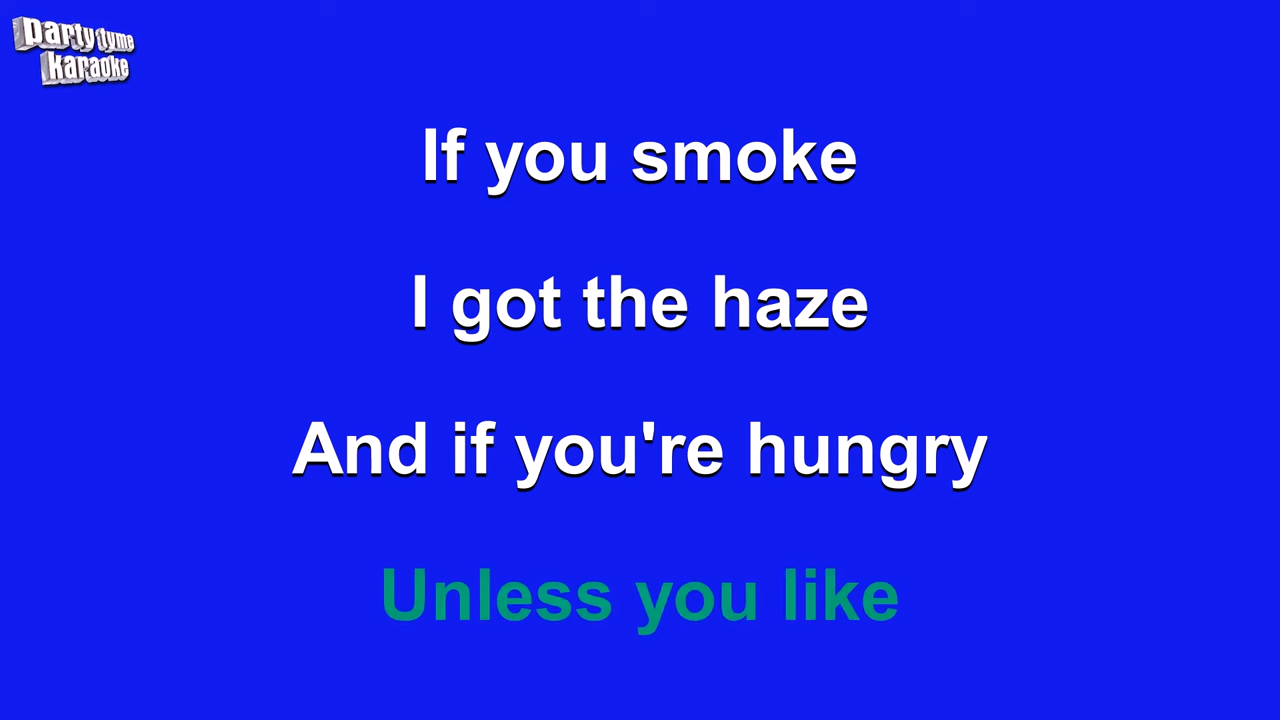 party tyme
karaoke
If you smoke
I got the haze
And if you're hungry
Unless you like